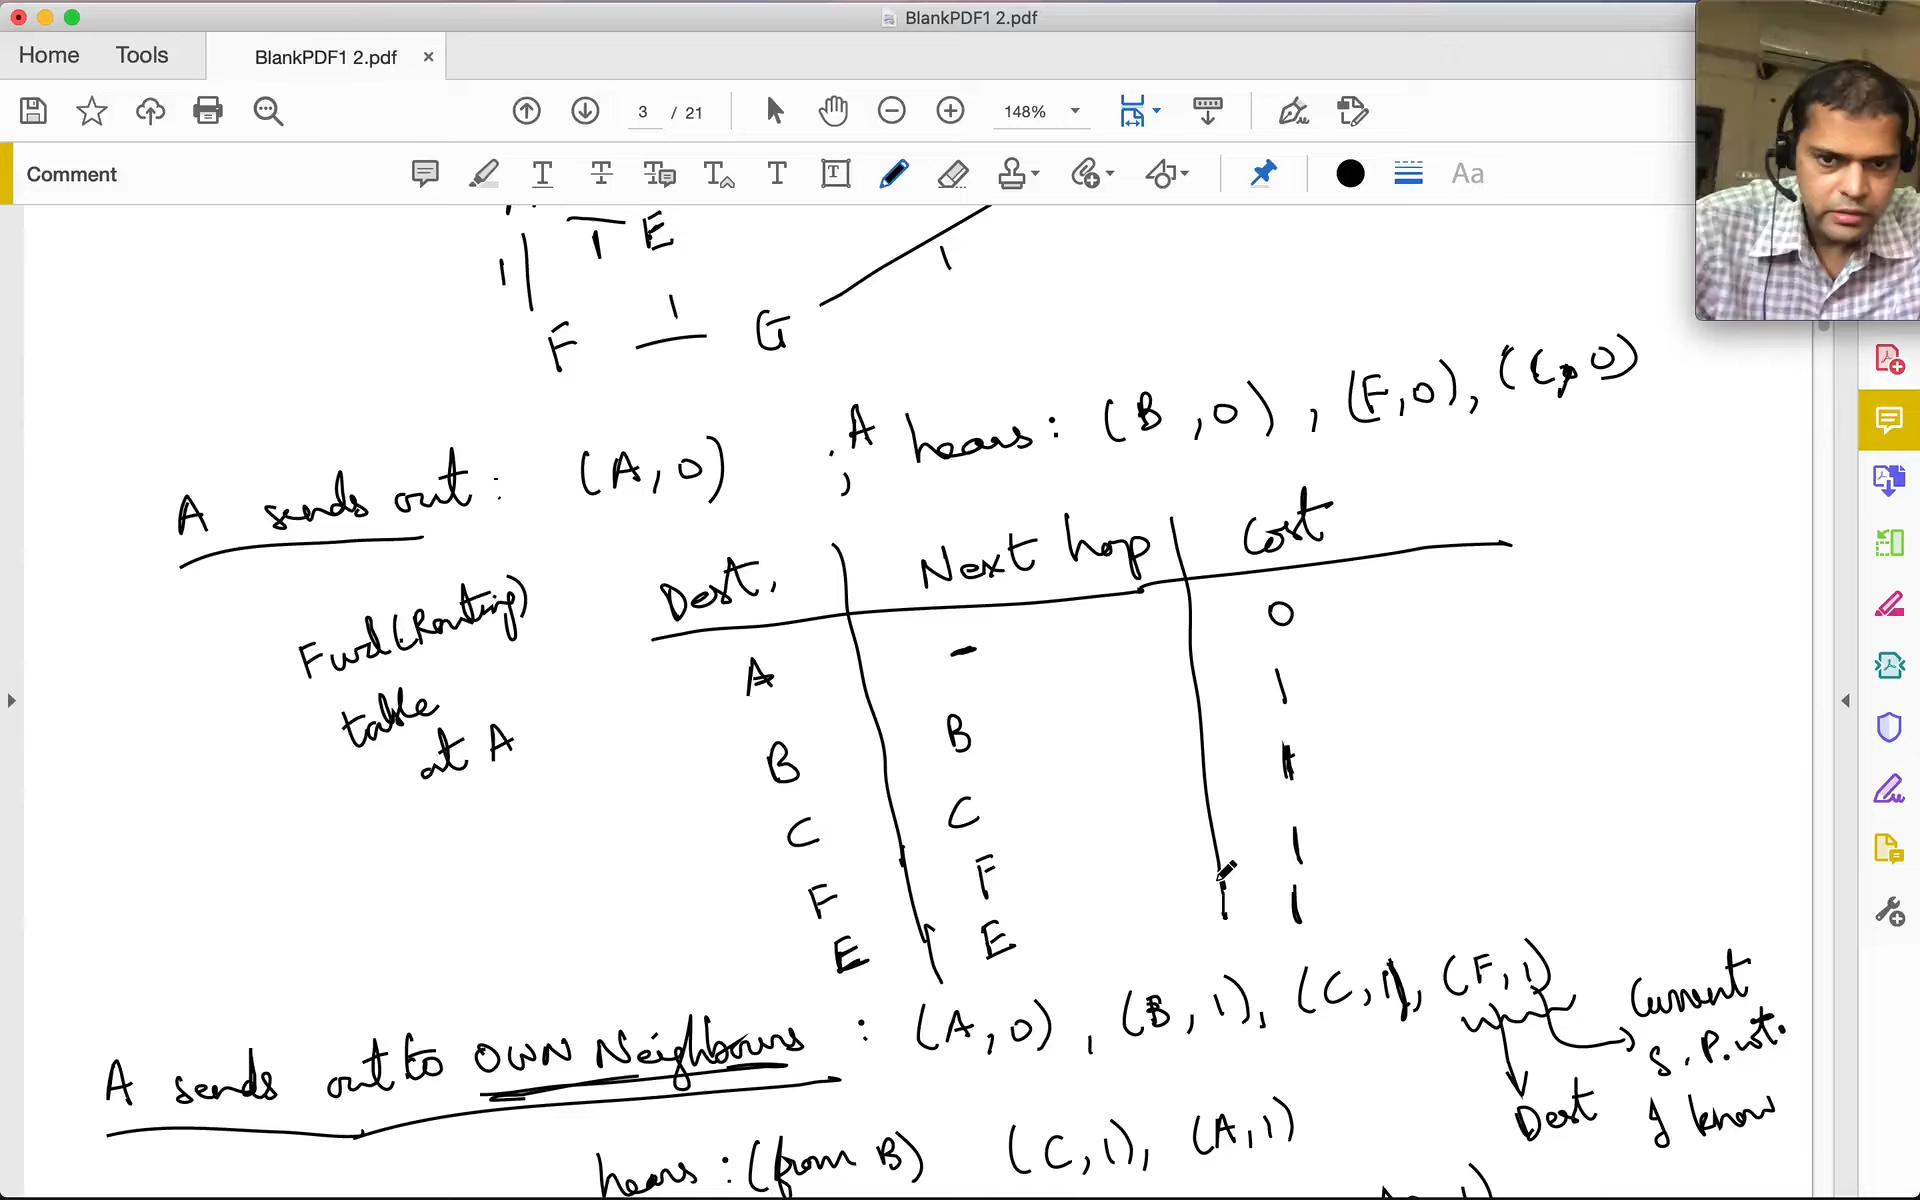 BlankPDF1 2.pdf
Home Tools BlankPDF1 2.pdf ×
3 / 21 148%
Comment Aa
1 1 E
1
1
F G
A sends out: (A, 0) ; A hears: (B, 0), (F, 0), (C, 0)
Fwd (Routing)
table
at A
Dest. Next hop Cost
A - 0
B B 1
C C 1
F F 1
E E 1
A sends out to OWN Neighbours : (A, 0), (B, 1), (C, 1), (F, 1)
Current
S.P. wt.
I know
Dest
hears: (from B) (C, 1), (A, 1)